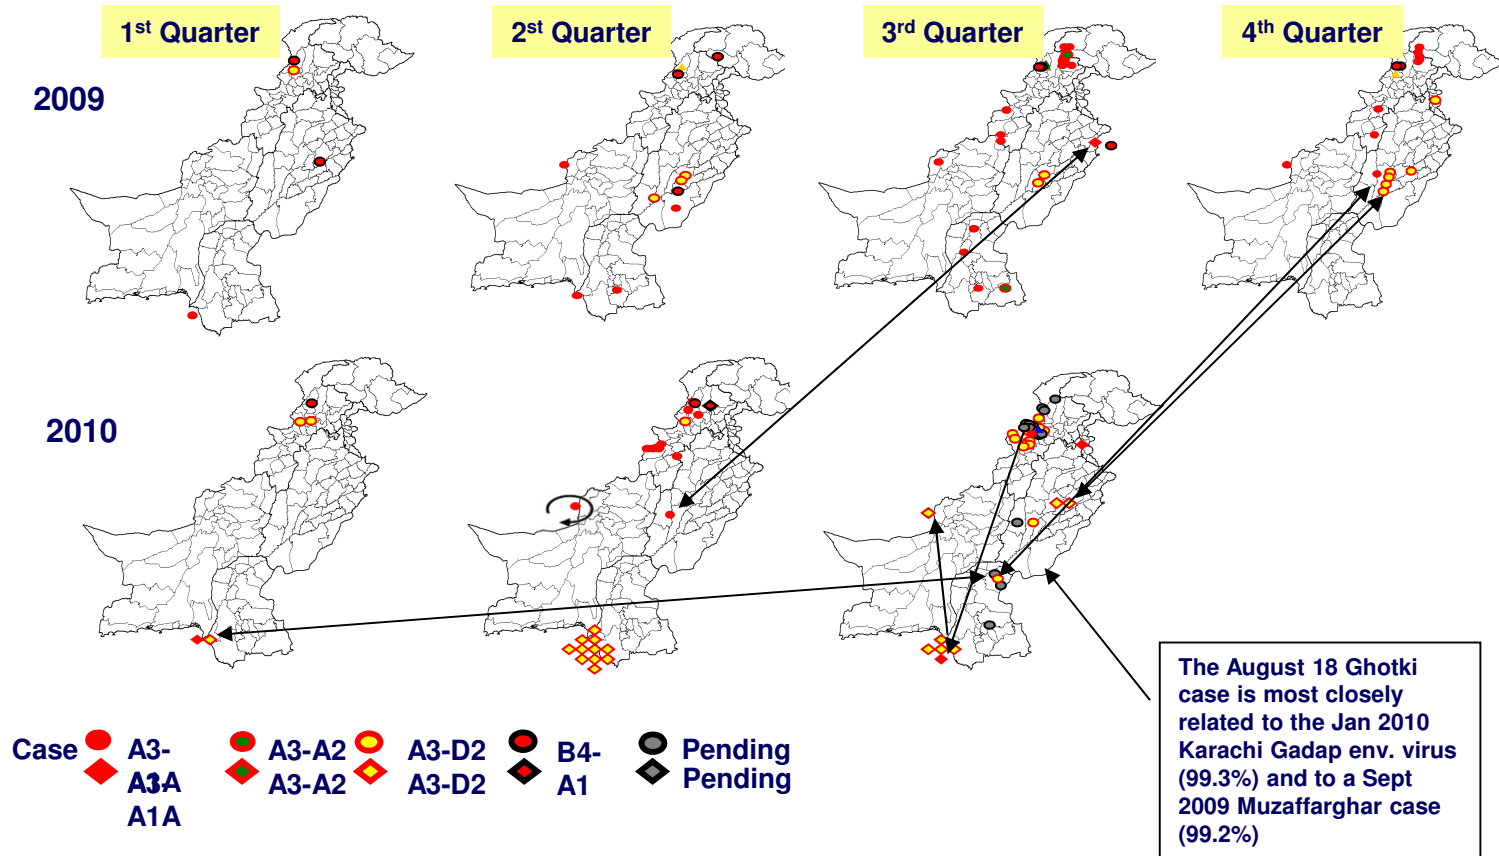 1st Quarter
2st Quarter
3rd Quarter
4th Quarter
2009
2010
The August 18 Ghotki
case is most closely
related to the Jan 2010
Karachi Gadap env. virus
(99.3%) and to a Sept
2009 Muzaffarghar case
(99.2%)
Case
A3-
A1A
A3-A2
A3-D2
B4-
A1
Pending
A3-
A1A
A3-A2
A3-D2
Pending